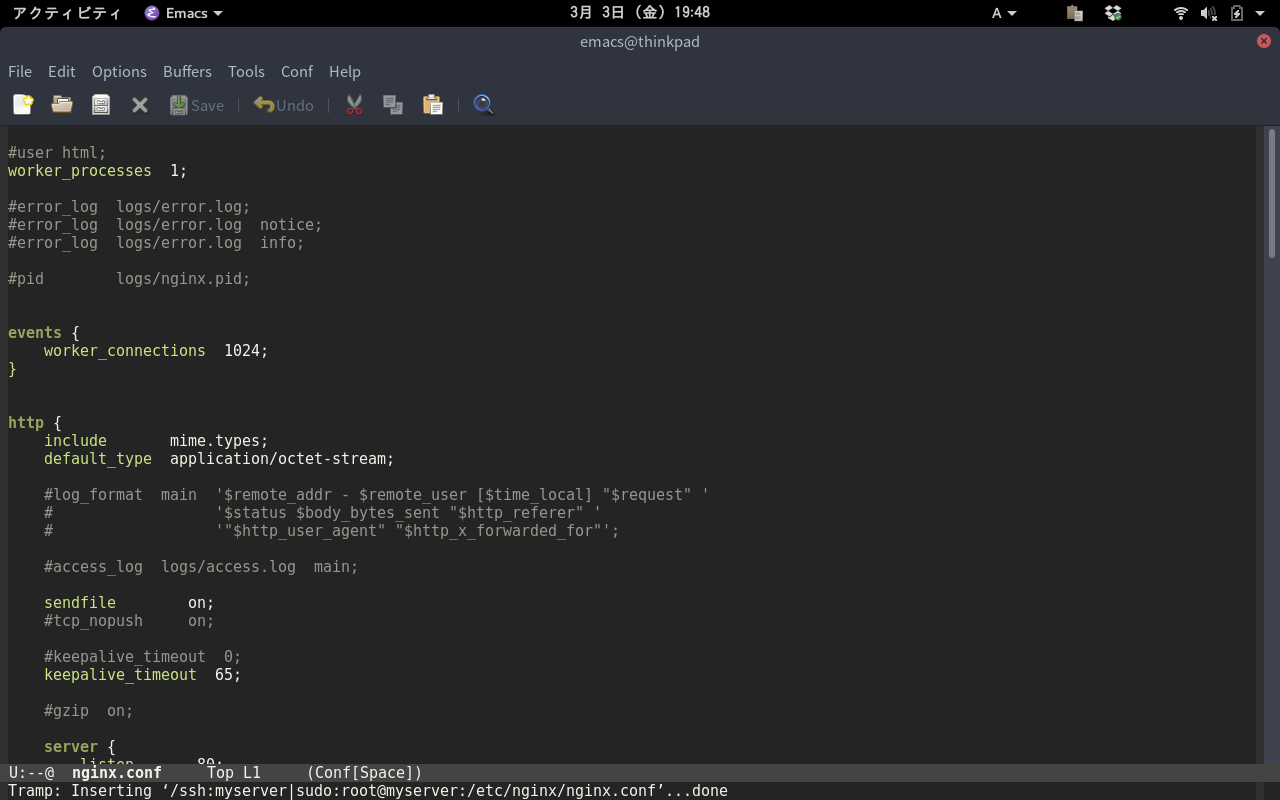 アクティビティ Emacs 3月 3日 (金) 19:48 A
emacs@thinkpad
File Edit Options Buffers Tools Conf Help
Save Undo
#user html;
worker_processes  1;
#error_log  logs/error.log;
#error_log  logs/error.log  notice;
#error_log  logs/error.log  info;
#pid        logs/nginx.pid;
events {
    worker_connections  1024;
}
http {
    include       mime.types;
    default_type  application/octet-stream;
    #log_format  main  '$remote_addr - $remote_user [$time_local] "$request" '
    #                  '$status $body_bytes_sent "$http_referer" '
    #                  '"$http_user_agent" "$http_x_forwarded_for"';
    #access_log  logs/access.log  main;
    sendfile        on;
    #tcp_nopush     on;
    #keepalive_timeout  0;
    keepalive_timeout  65;
    #gzip  on;
    server {
        listen       80;
U:--@  nginx.conf     Top L1     (Conf[Space])
Tramp: Inserting ‘/ssh:myserver|sudo:root@myserver:/etc/nginx/nginx.conf’...done